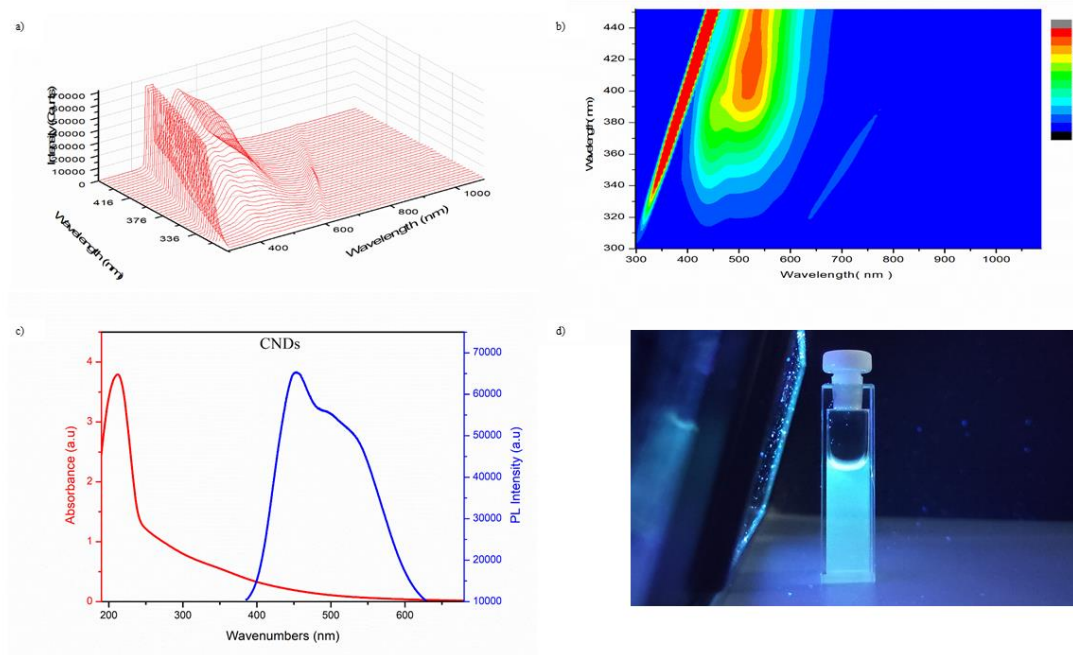 a)
70000
60000
50000
40000
30000
20000
10000
0
Intensity (Counts)
416
376
336
Wavelength (nm)
400
600
800
1000
Wavelength (nm)
b)
440
420
400
380
360
340
320
300
Wavelength( nm)
300 400 500 600 700 800 900 1000
Wavelength( nm )
c)
CNDs
4
3
2
1
0
Absorbance (a.u)
70000
60000
50000
40000
30000
20000
10000
PL Intensity (a.u)
200 300 400 500 600
Wavenumbers (nm)
d)